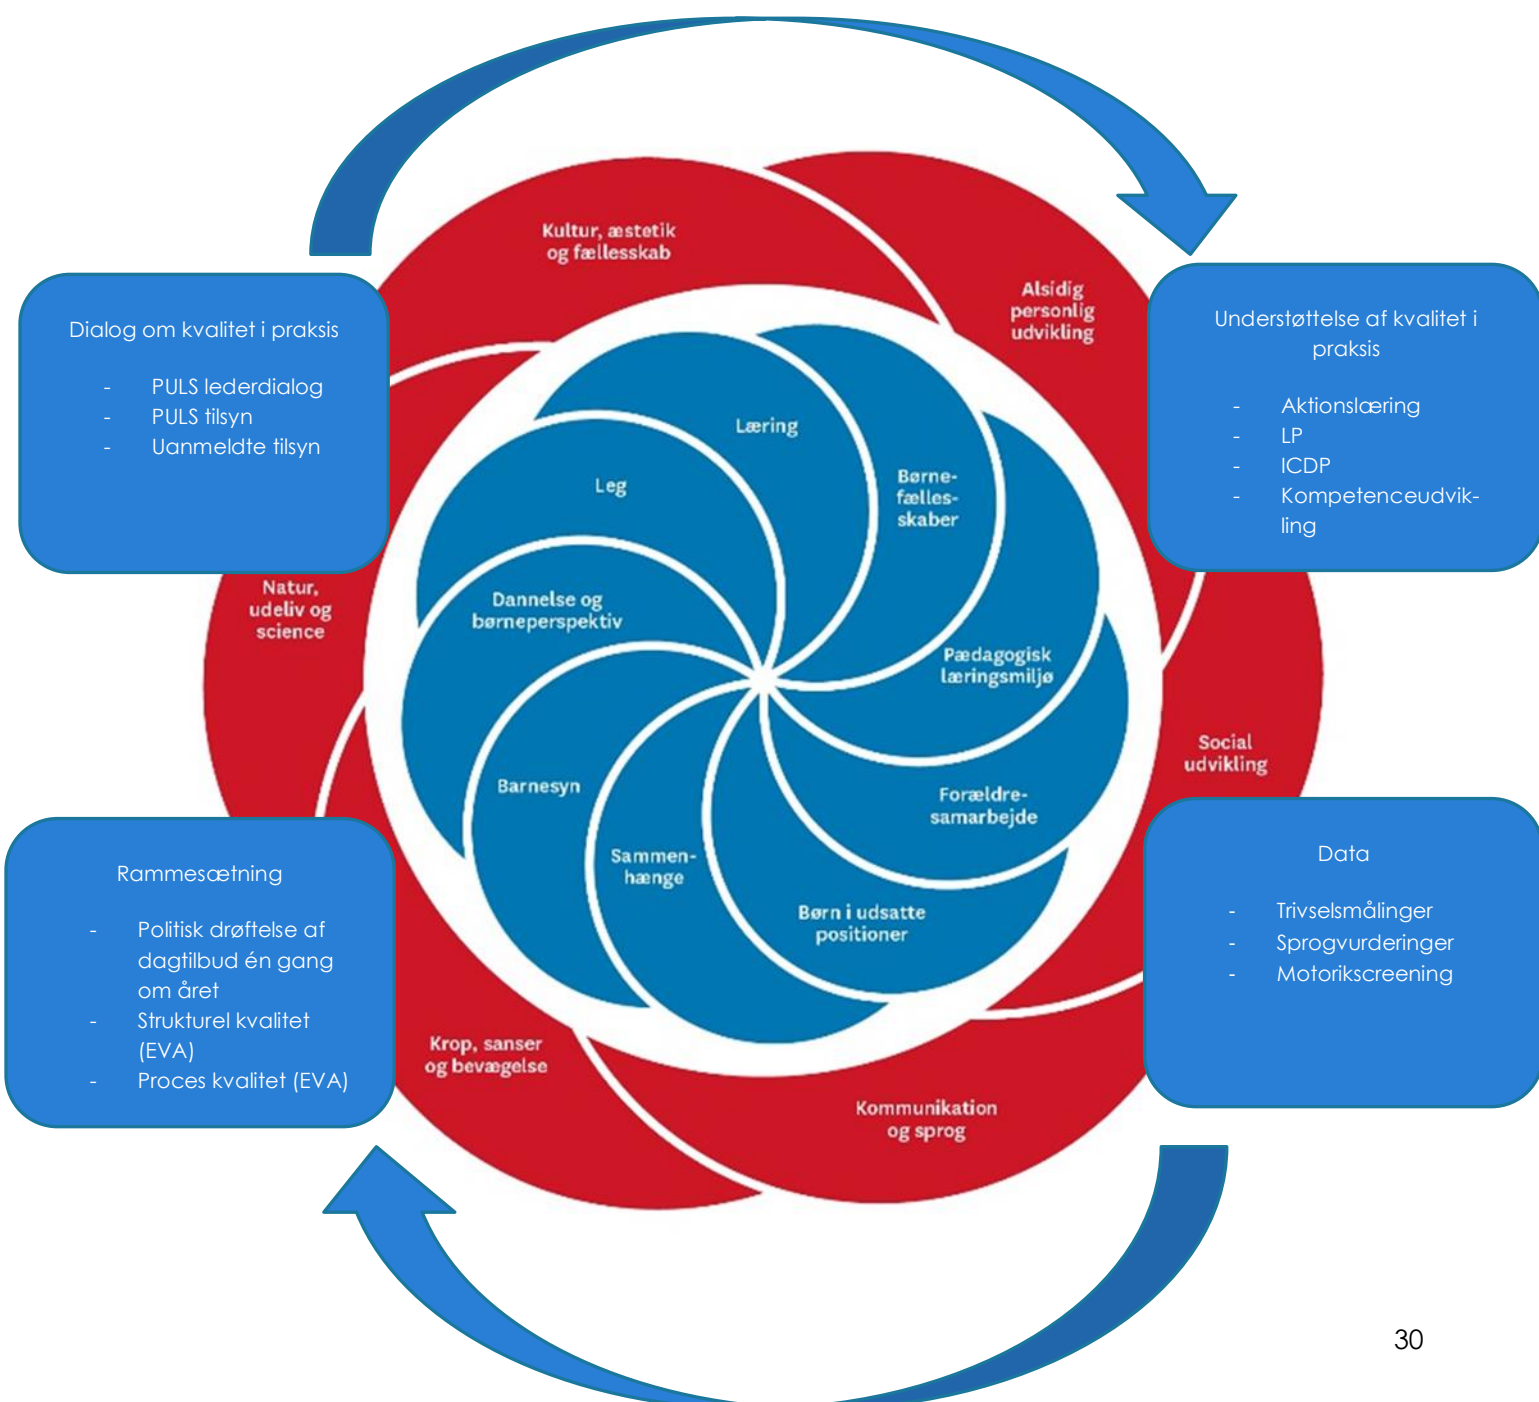 Kultur, æstetik
og fællesskab
Alsidig
personlig
udvikling
Dialog om kvalitet i praksis
- PULS lederdialog
- PULS tilsyn
- Uanmeldte tilsyn
Understøttelse af kvalitet i
praksis
- Aktionslæring
- LP
- ICDP
- Kompetenceudvik-
ling
Læring
Leg
Børne-
fælles-
skaber
Natur,
udeliv og
science
Dannelse og
børneperspektiv
Pædagogisk
læringsmiljø
Social
udvikling
Barnesyn
Forældre-
samarbejde
Sammen-
hænge
Børn i udsatte
positioner
Rammesætning
- Politisk drøftelse af
dagtilbud én gang
om året
- Strukturel kvalitet
(EVA)
- Proces kvalitet (EVA)
Data
- Trivselsmålinger
- Sprogvurderinger
- Motorikscreening
Krop, sanser
og bevægelse
Kommunikation
og sprog
30